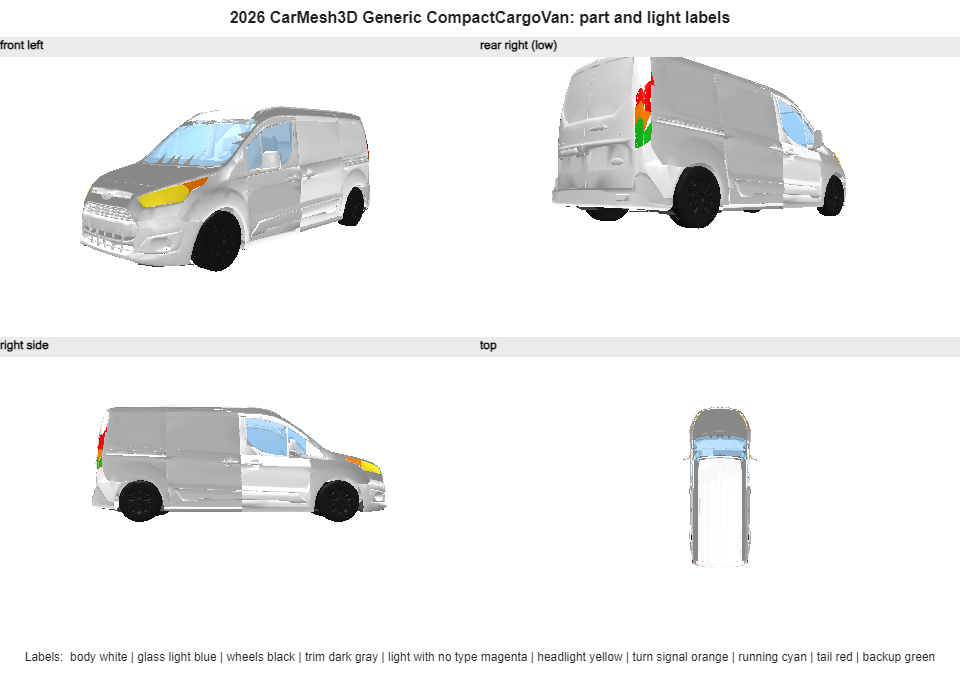 2026 CarMesh3D Generic CompactCargoVan: part and light labels
front left
rear right (low)
right side
top
Labels:  body white | glass light blue | wheels black | trim dark gray | light with no type magenta | headlight yellow | turn signal orange | running cyan | tail red | backup green